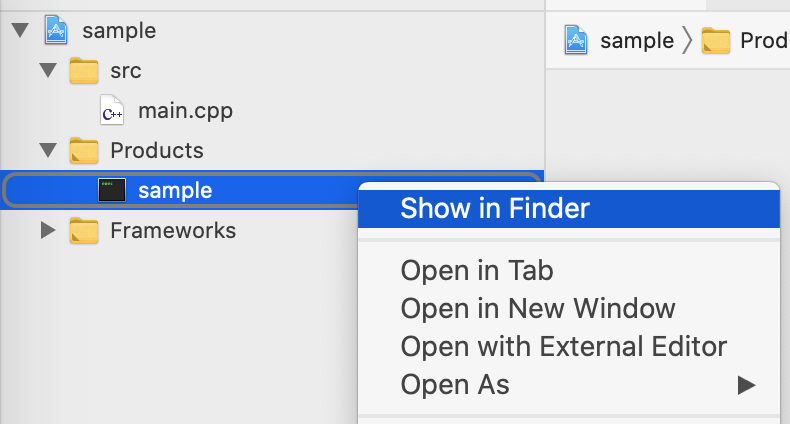 sample
src
main.cpp
Products
sample
Frameworks
sample
Prod
Show in Finder
Open in Tab
Open in New Window
Open with External Editor
Open As